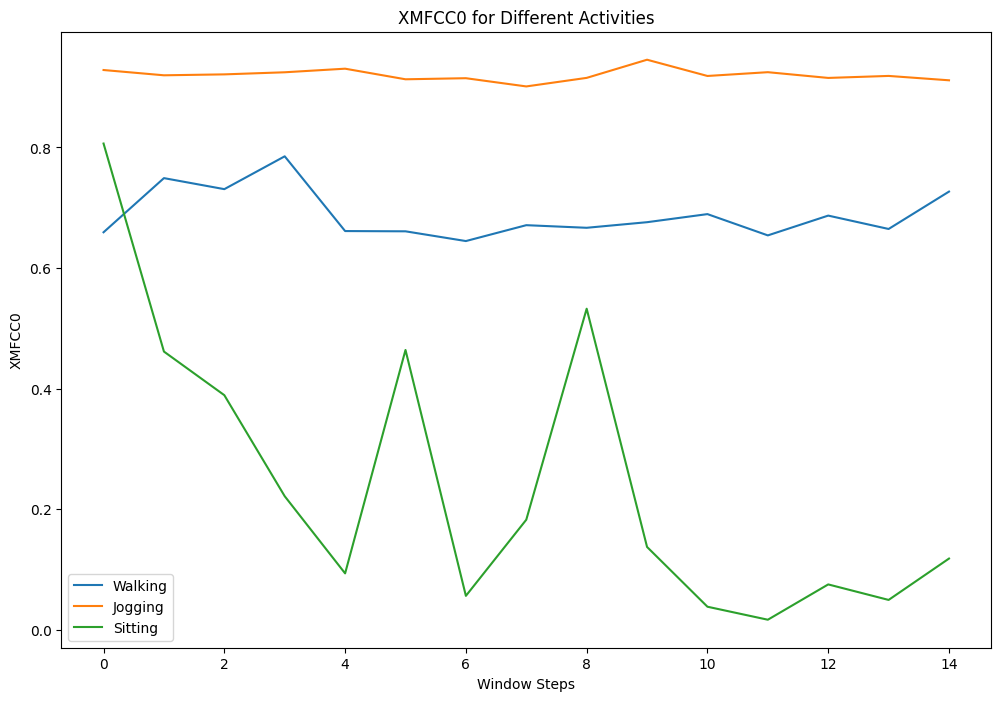 XMFCC0 for Different Activities
XMFCC0
0.8
0.6
0.4
0.2
0.0
Walking
Jogging
Sitting
0 2 4 6 8 10 12 14
Window Steps